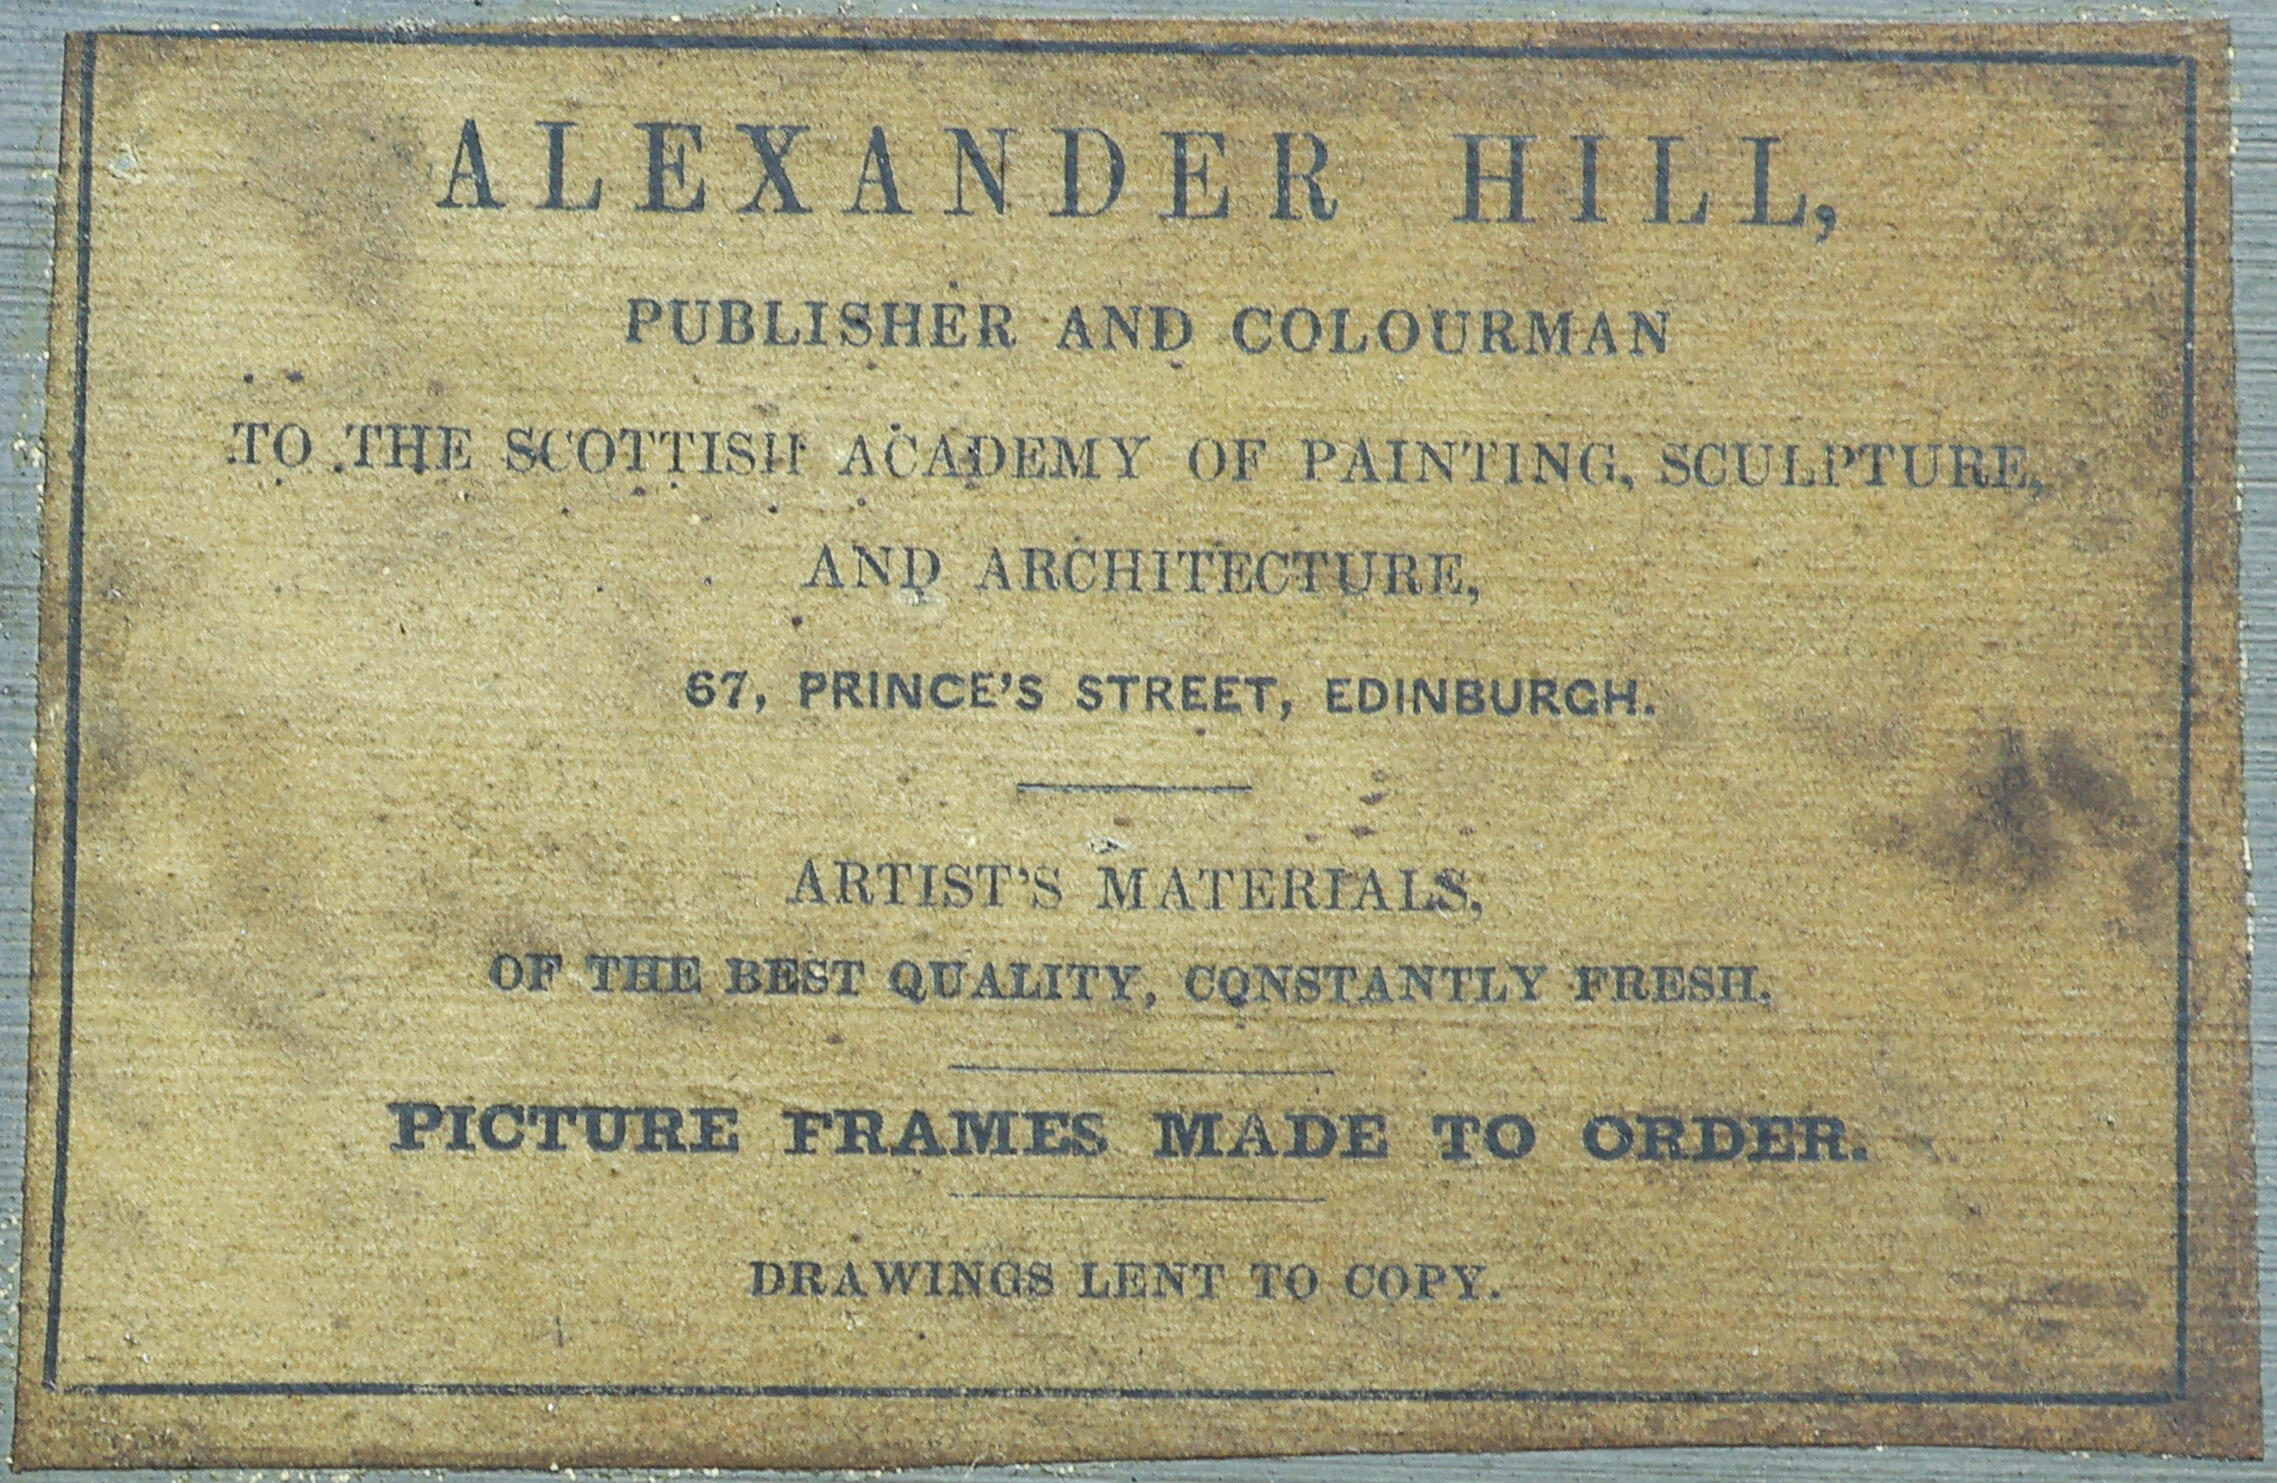 ALEXANDER HILL,
PUBLISHER AND COLOURMAN
TO THE SCOTTISH ACADEMY OF PAINTING, SCULPTURE,
AND ARCHITECTURE,
67, PRINCE'S STREET, EDINBURGH.
ARTIST'S MATERIALS,
OF THE BEST QUALITY, CONSTANTLY FRESH.
PICTURE FRAMES MADE TO ORDER.
DRAWINGS LENT TO COPY.